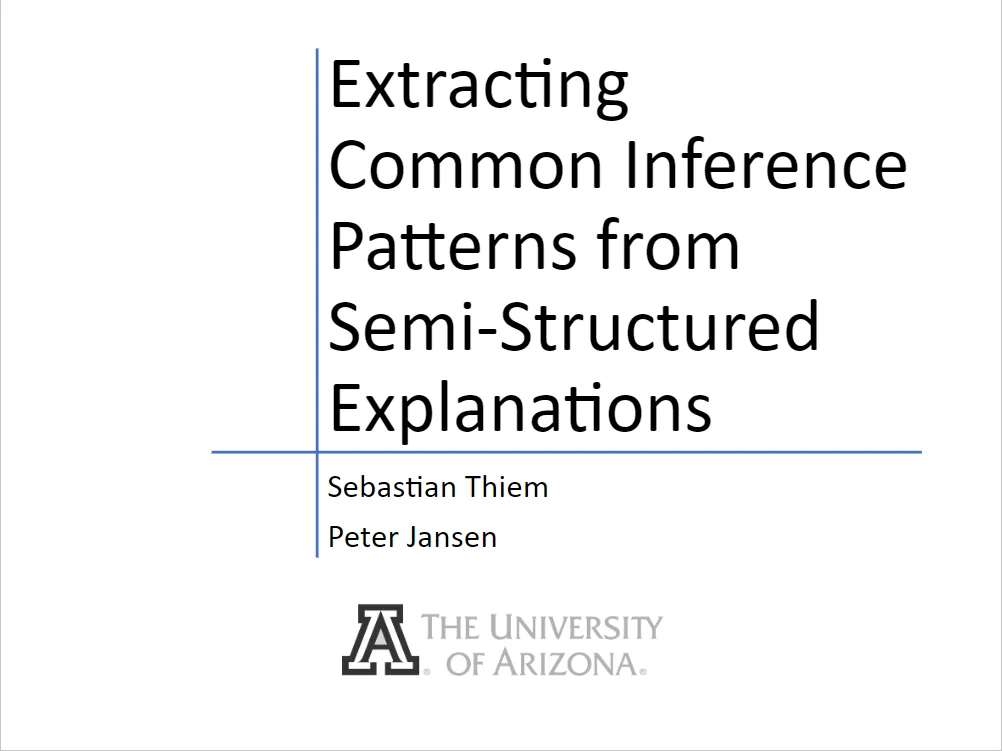 Extracting
Common Inference
Patterns from
Semi-Structured
Explanations
Sebastian Thiem
Peter Jansen
A
THE UNIVERSITY
® OF ARIZONA®